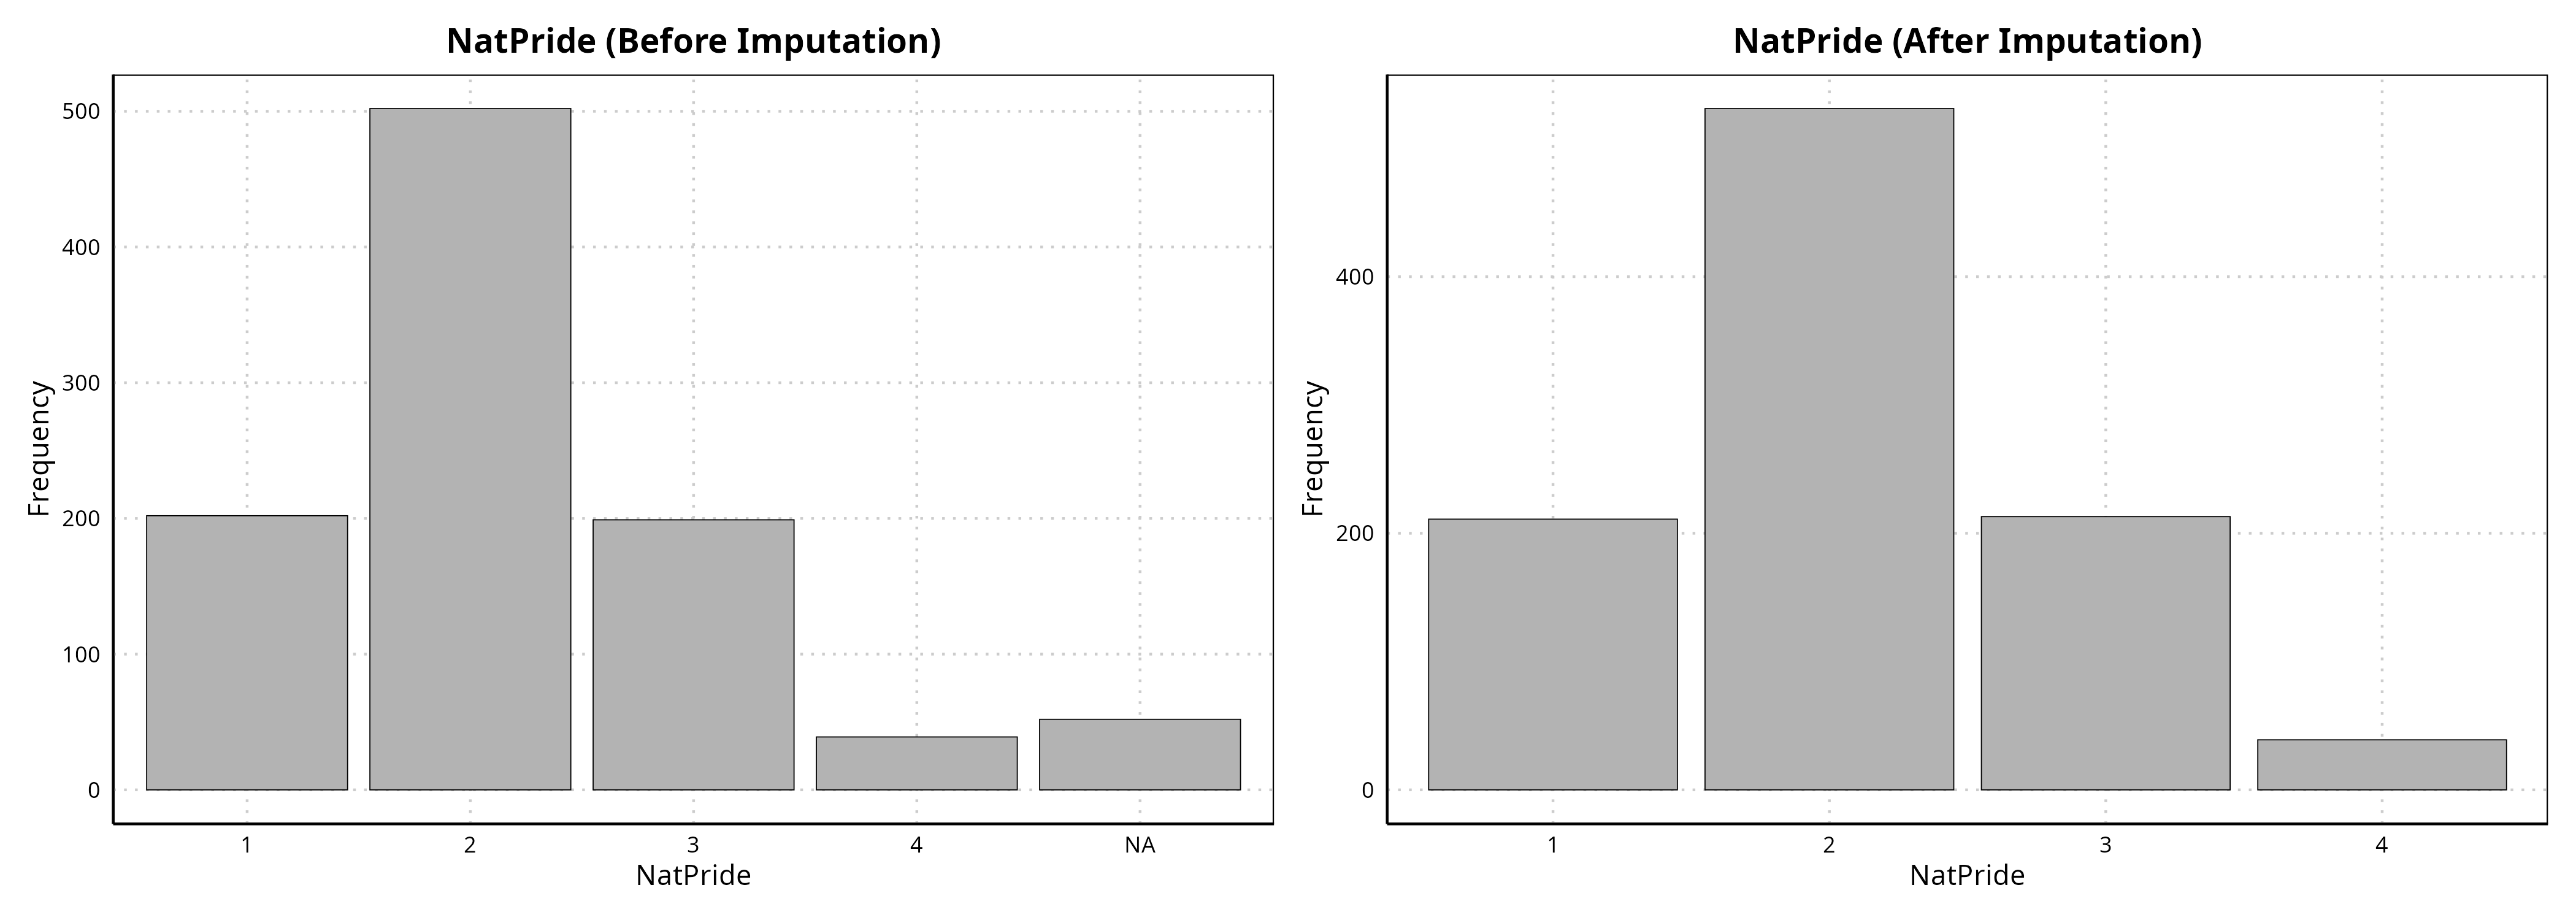 NatPride (Before Imputation)
Frequency
500
400
300
200
100
0
1 2 3 4 NA
NatPride
NatPride (After Imputation)
Frequency
400
200
0
1 2 3 4
NatPride